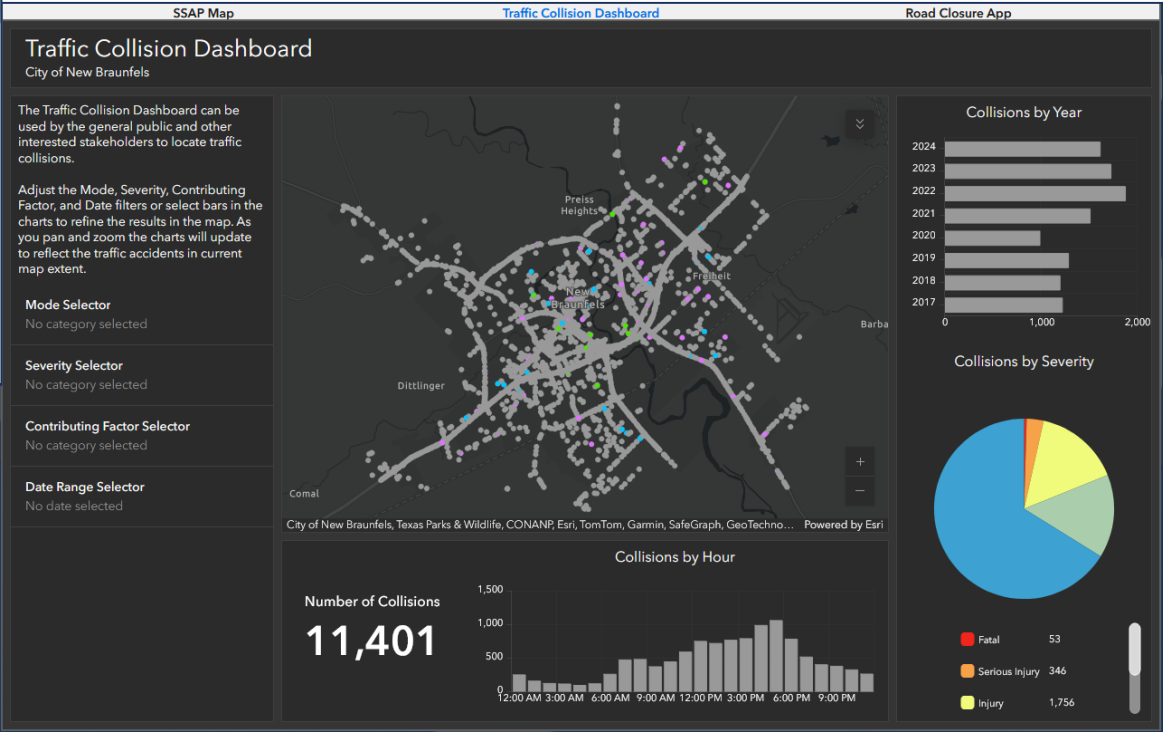 SSAP Map
Traffic Collision Dashboard
Road Closure App
Traffic Collision Dashboard
City of New Braunfels
The Traffic Collision Dashboard can be
used by the general public and other
interested stakeholders to locate traffic
collisions.
Adjust the Mode, Severity, Contributing
Factor, and Date filters or select bars in the
charts to refine the results in the map. As
you pan and zoom the charts will update
to reflect the traffic accidents in current
map extent.
Mode Selector
No category selected
Severity Selector
No category selected
Contributing Factor Selector
No category selected
Date Range Selector
No date selected
Preiss
Heights
Freiheit
New
Braunfels
Barba
Dittlinger
Comal
+
−
City of New Braunfels, Texas Parks & Wildlife, CONANP, Esri, TomTom, Garmin, SafeGraph, GeoTechno...
Powered by Esri
Number of Collisions
11,401
Collisions by Hour
1,500
1,000
500
0
12:00 AM 3:00 AM 6:00 AM 9:00 AM 12:00 PM 3:00 PM 6:00 PM 9:00 PM
Collisions by Year
2024
2023
2022
2021
2020
2019
2018
2017
0 1,000 2,000
Collisions by Severity
Fatal 53
Serious Injury 346
Injury 1,756